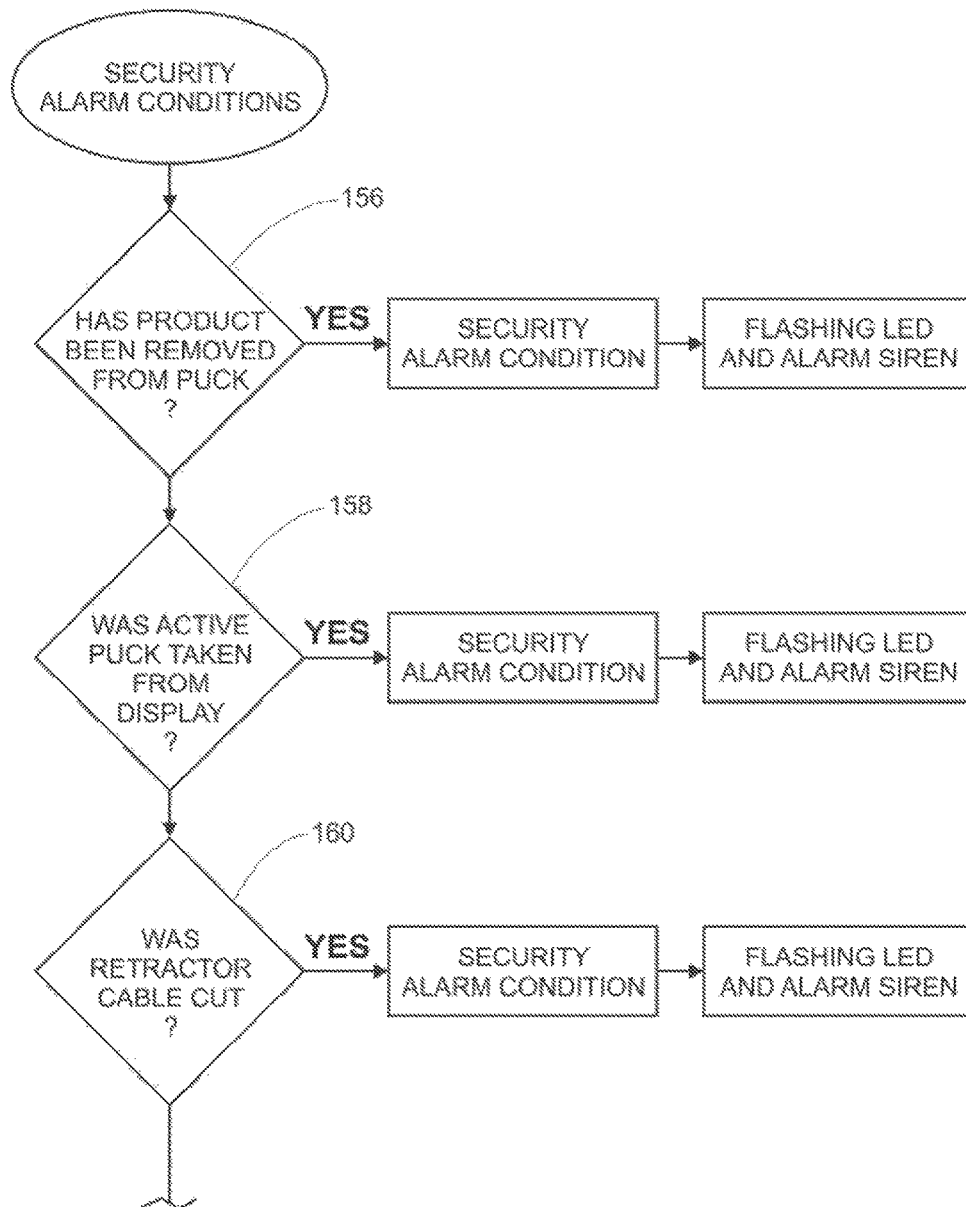 SECURITY
ALARM CONDITIONS
156
HAS PRODUCT
BEEN REMOVED
FROM PUCK
?
YES
SECURITY
ALARM CONDITION
FLASHING LED
AND ALARM SIREN
158
WAS ACTIVE
PUCK TAKEN
FROM
DISPLAY
?
YES
SECURITY
ALARM CONDITION
FLASHING LED
AND ALARM SIREN
160
WAS
RETRACTOR
CABLE CUT
?
YES
SECURITY
ALARM CONDITION
FLASHING LED
AND ALARM SIREN